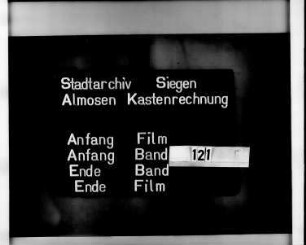 Stadtarchiv Siegen
Almosen Kastenrechnung
Anfang Film
Anfang Band 121
Ende Band
Ende Film